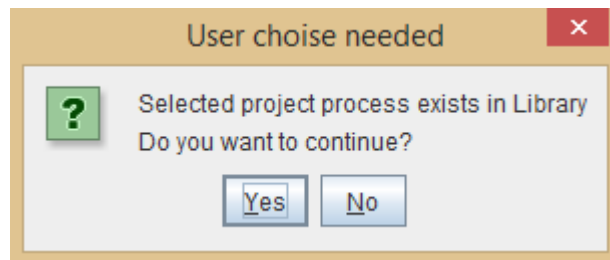 User choise needed
Selected project process exists in Library
Do you want to continue?
Yes No